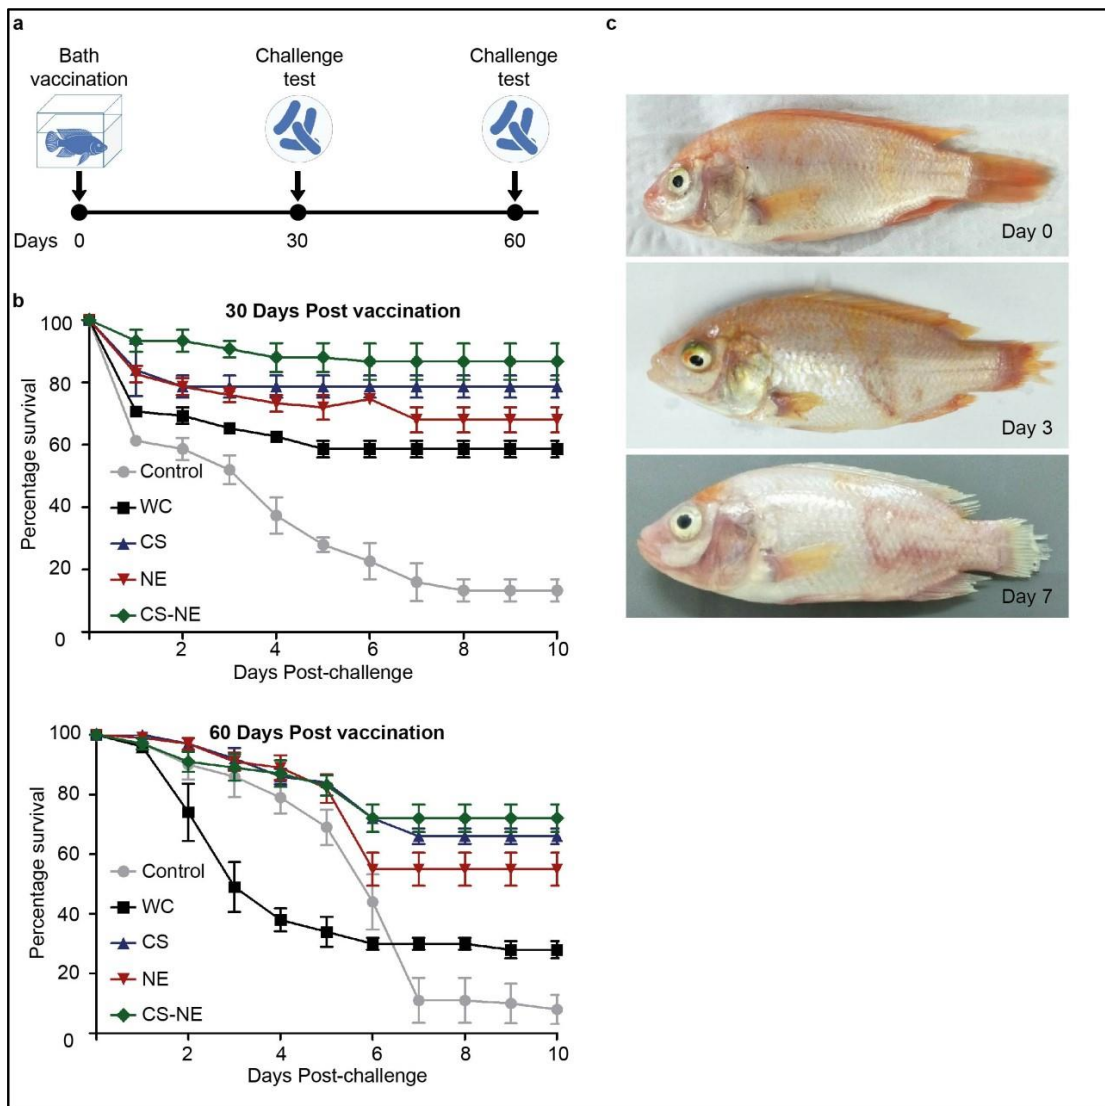 a
Bath
vaccination
Challenge
test
Challenge
test
Days 0 30 60
b
30 Days Post vaccination
Percentage survival
100
80
60
40
20
0
Control
WC
CS
NE
CS-NE
2 4 6 8 10
Days Post-challenge
60 Days Post vaccination
Percentage survival
100
80
60
40
20
0
Control
WC
CS
NE
CS-NE
2 4 6 8 10
Days Post-challenge
c
Day 0
Day 3
Day 7